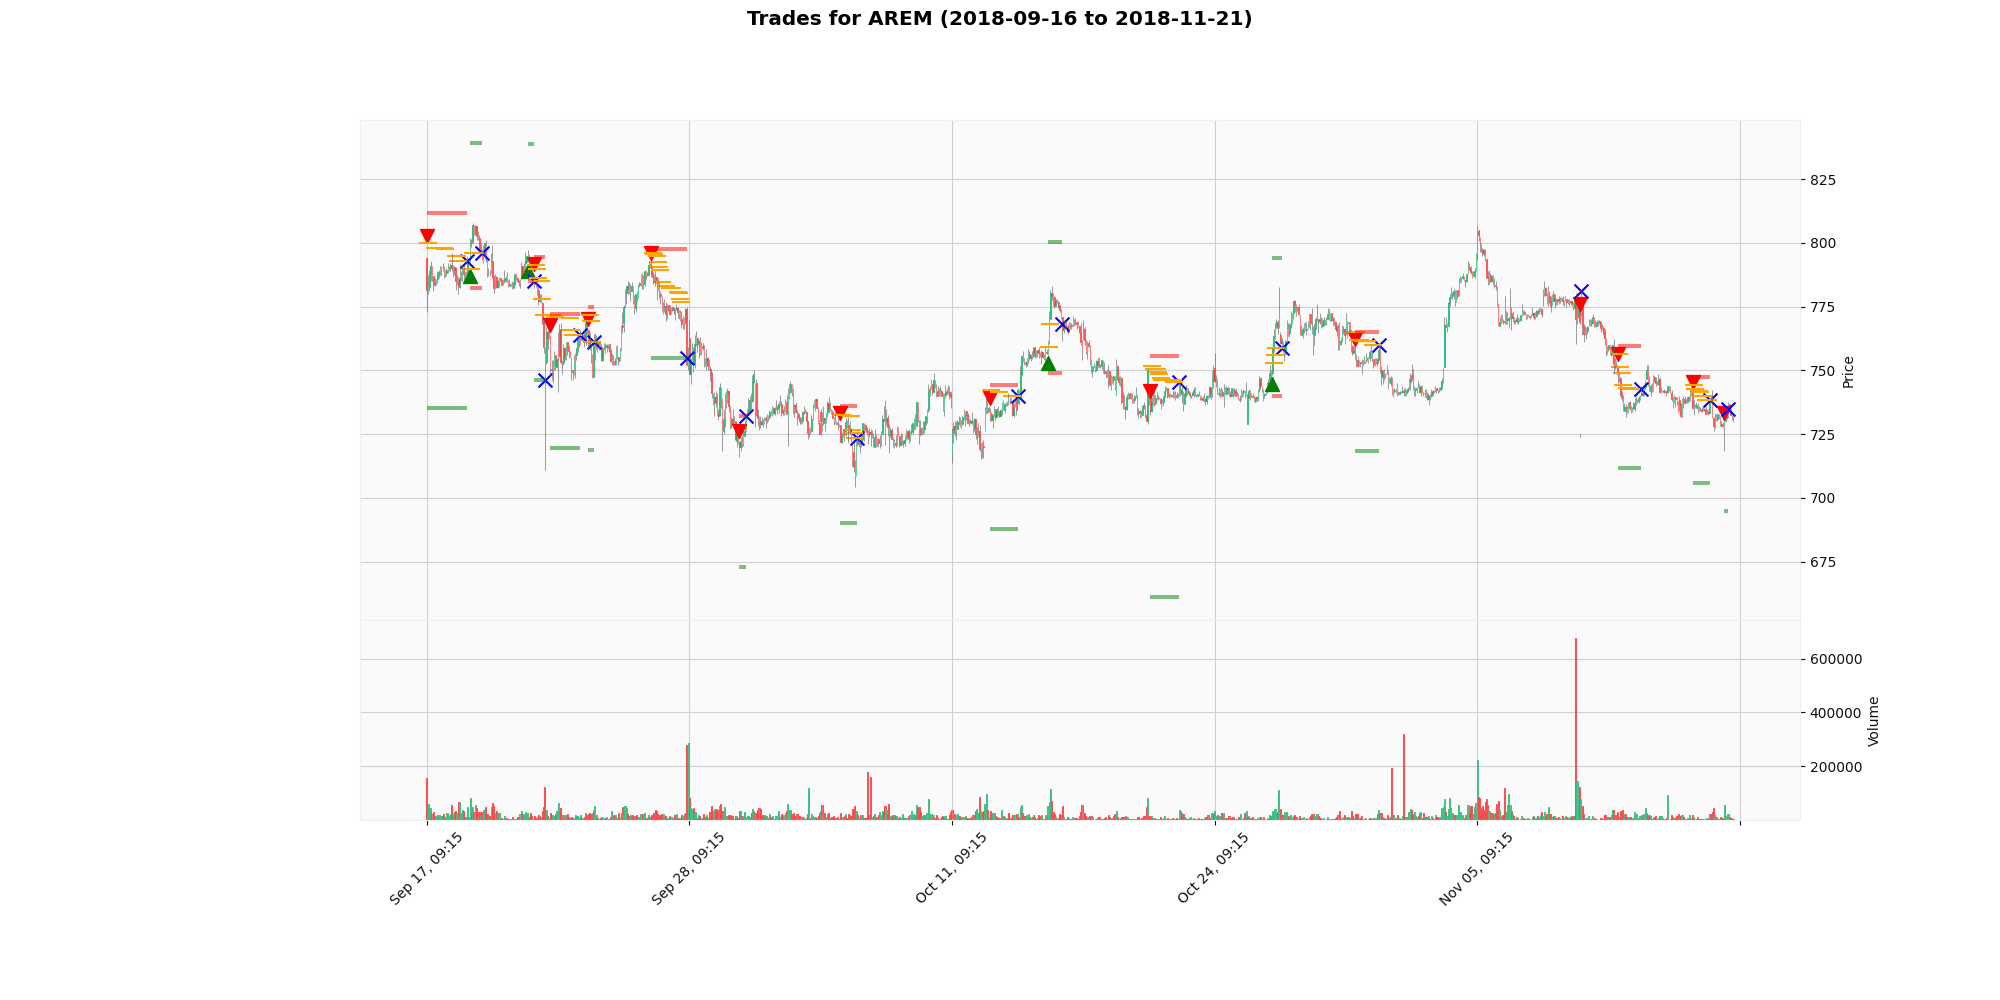 Trades for AREM (2018-09-16 to 2018-11-21)
825
800
775
750
725
700
675
Price
600000
400000
200000
Volume
Sep 17, 09:15
Sep 28, 09:15
Oct 11, 09:15
Oct 24, 09:15
Nov 05, 09:15